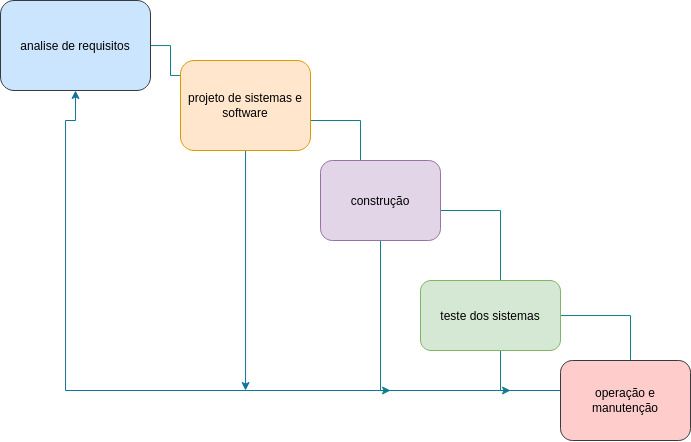 analise de requisitos
projeto de sistemas e
software
construção
teste dos sistemas
operação e
manutenção